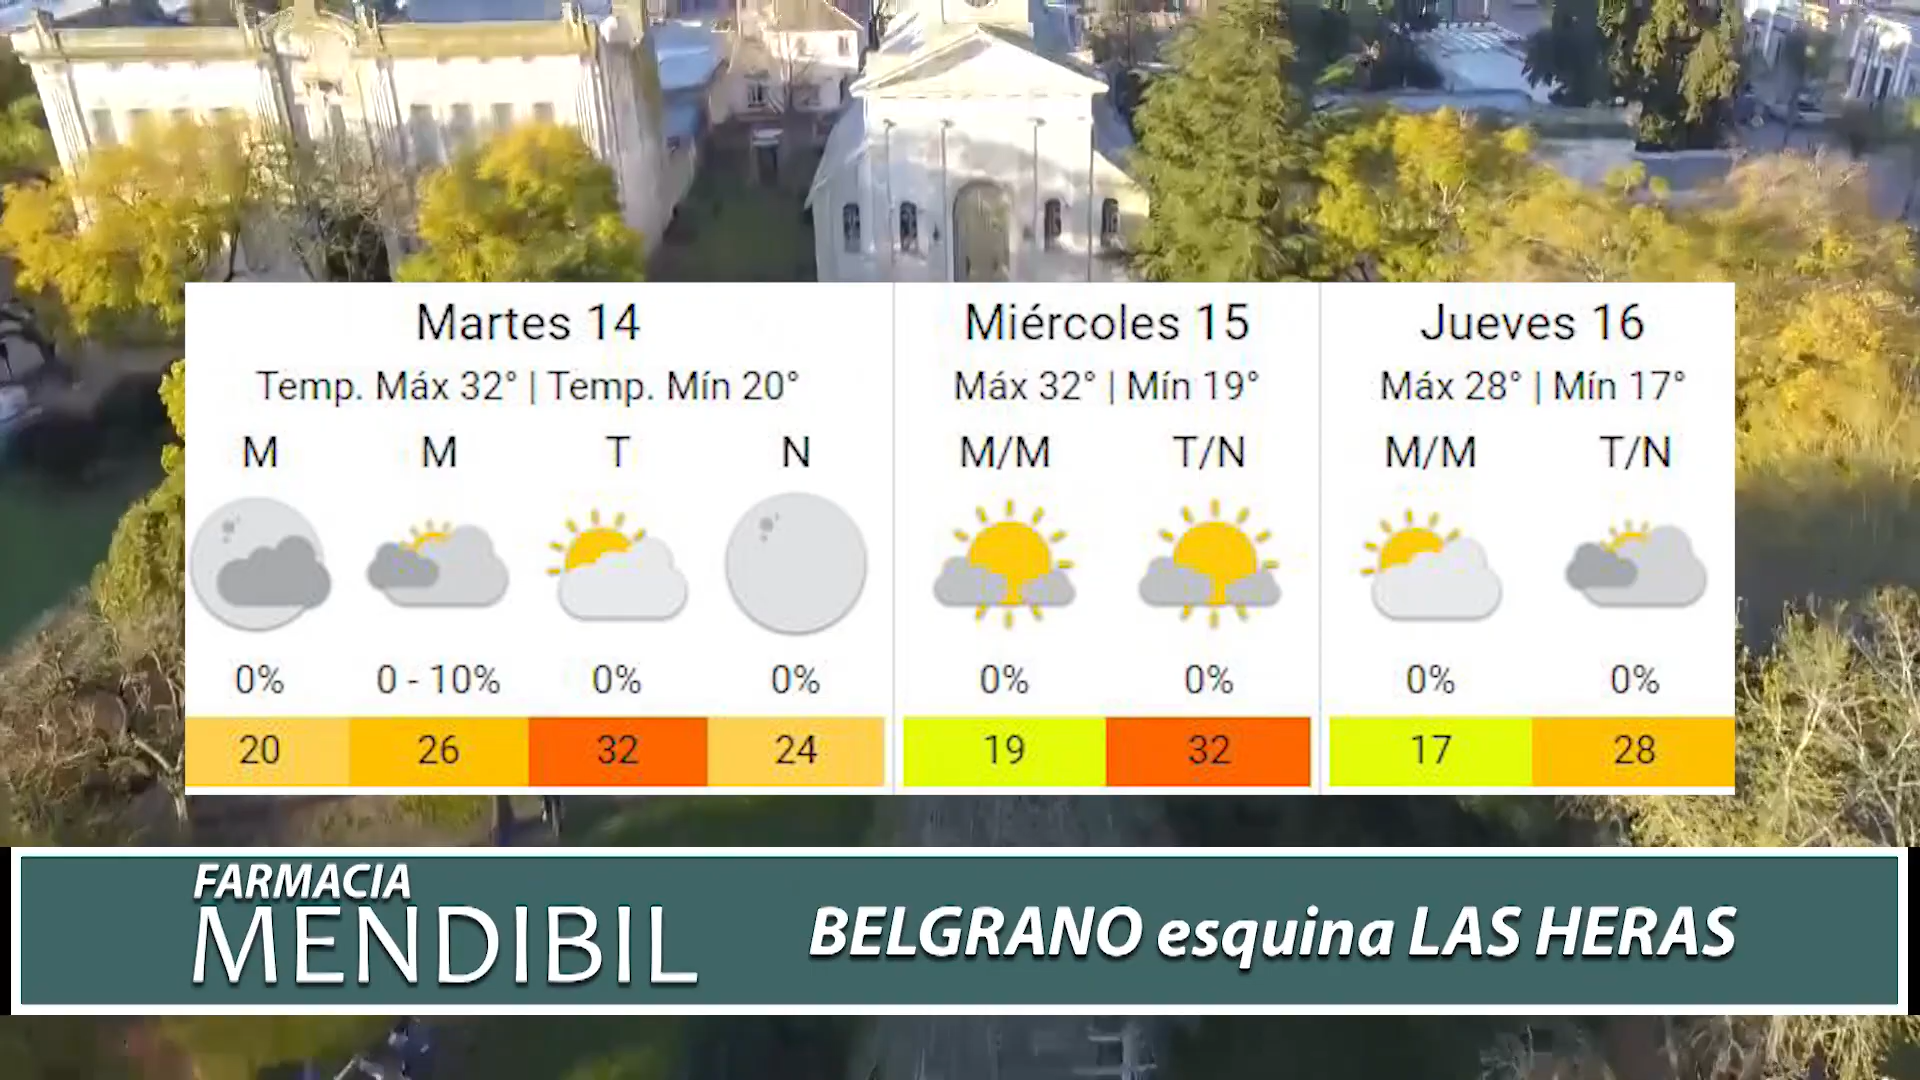 Martes 14
Temp. Máx 32° | Temp. Mín 20°
M M T N
0% 0 - 10% 0% 0%
20 26 32 24
Miércoles 15
Máx 32° | Mín 19°
M/M T/N
0% 0%
19 32
Jueves 16
Máx 28° | Mín 17°
M/M T/N
0% 0%
17 28
FARMACIA
MENDIBIL
BELGRANO esquina LAS HERAS